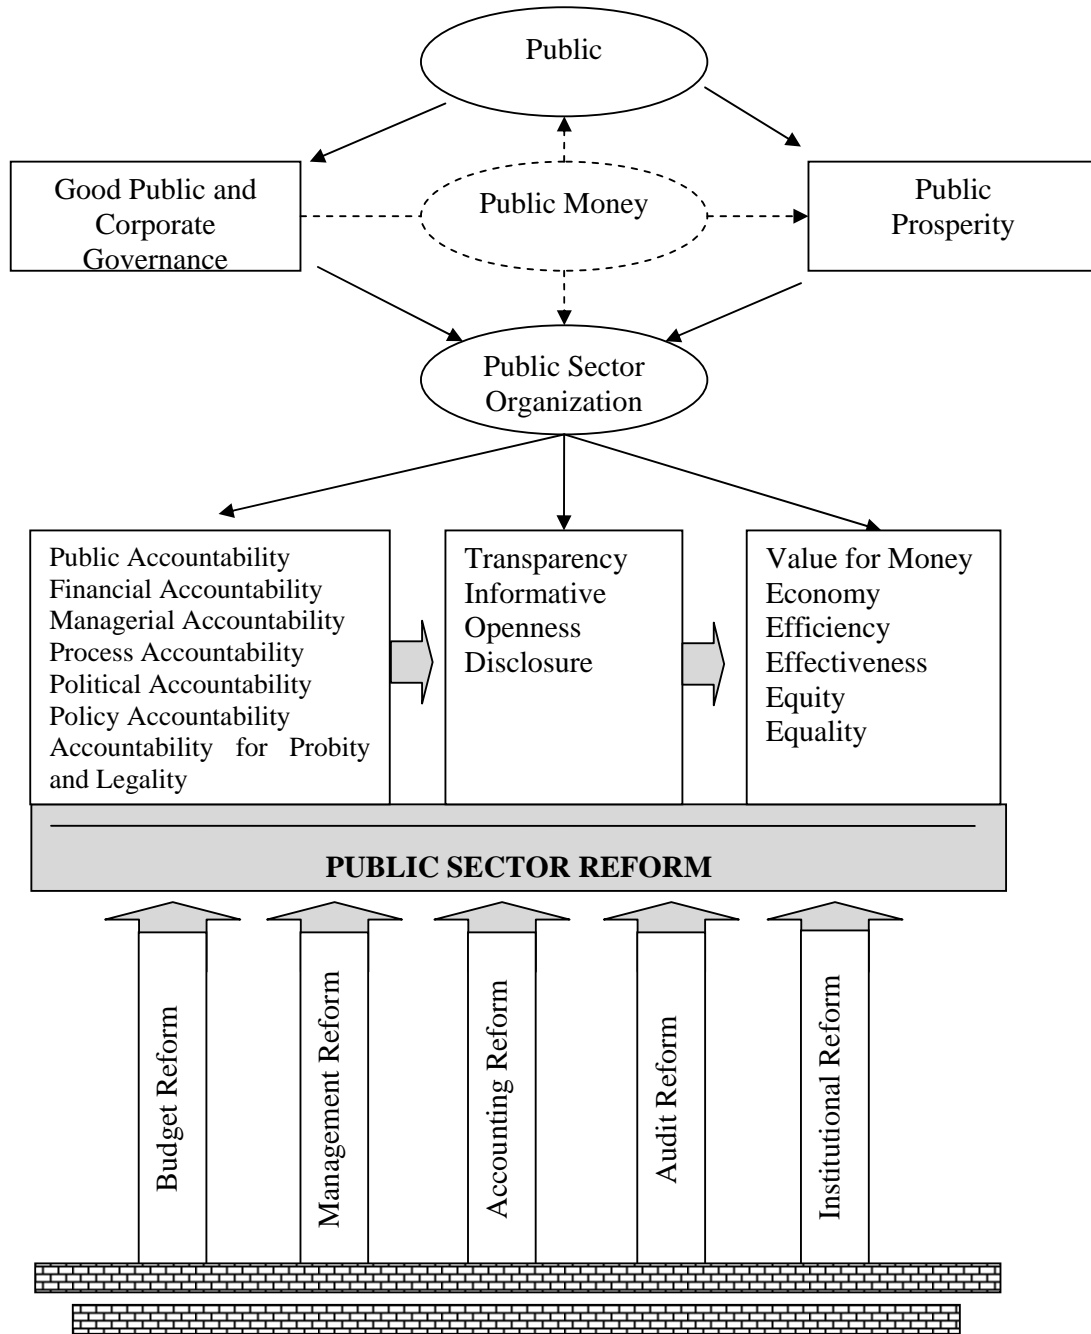 Public
Good Public and
Corporate
Governance
Public Money
Public
Prosperity
Public Sector
Organization
Public Accountability
Financial Accountability
Managerial Accountability
Process Accountability
Political Accountability
Policy Accountability
Accountability for Probity
and Legality
Transparency
Informative
Openness
Disclosure
Value for Money
Economy
Efficiency
Effectiveness
Equity
Equality
PUBLIC SECTOR REFORM
Budget Reform
Management Reform
Accounting Reform
Audit Reform
Institutional Reform